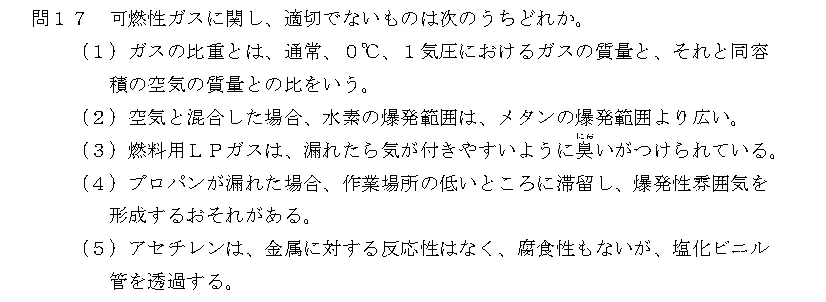 問１７　可燃性ガスに関し、適切でないものは次のうちどれか。
（１）ガスの比重とは、通常、０℃、１気圧におけるガスの質量と、それと同容
積の空気の質量との比をいう。
（２）空気と混合した場合、水素の爆発範囲は、メタンの爆発範囲より広い。
（３）燃料用ＬＰガスは、漏れたら気が付きやすいように臭いがつけられている。
（４）プロパンが漏れた場合、作業場所の低いところに滞留し、爆発性雰囲気を
形成するおそれがある。
（５）アセチレンは、金属に対する反応性はなく、腐食性もないが、塩化ビニル
管を透過する。